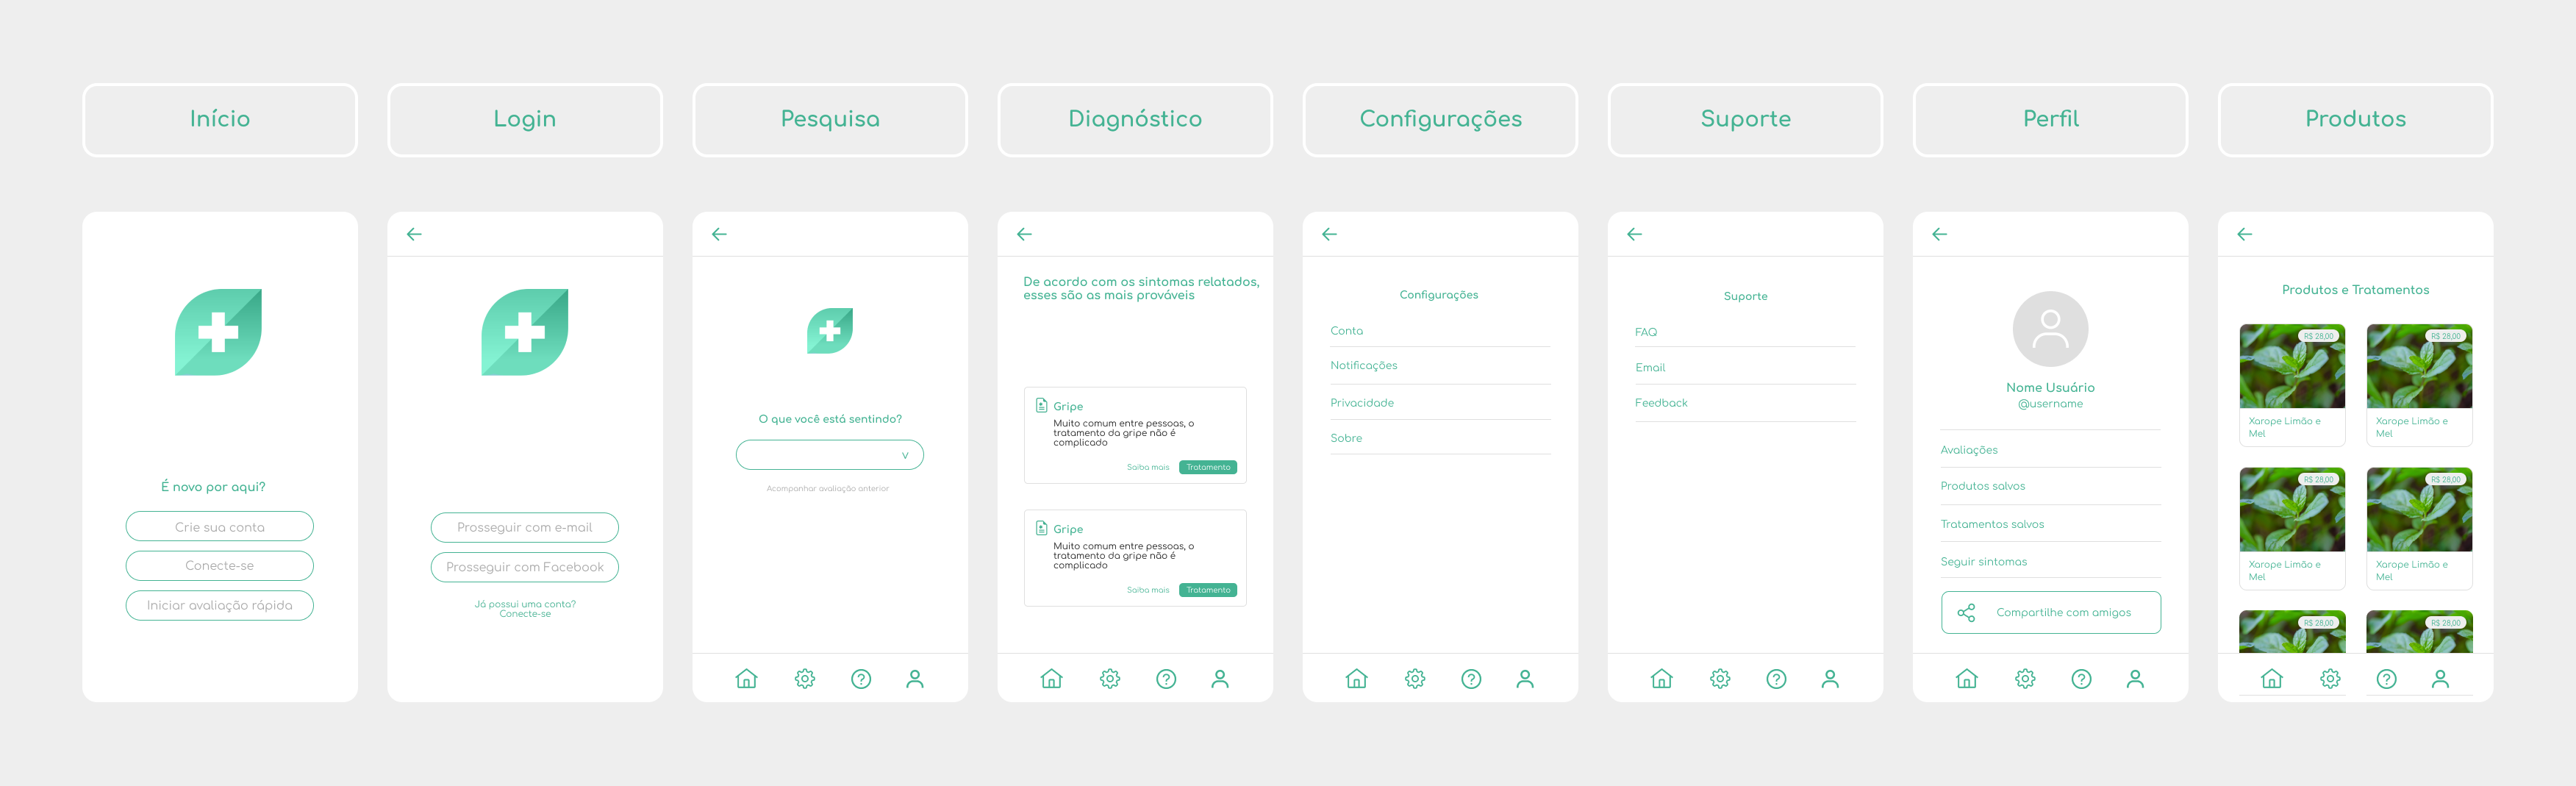 Início
Login
Pesquisa
Diagnóstico
Configurações
Suporte
Perfil
Produtos
É novo por aqui?
Crie sua conta
Conecte-se
Iniciar avaliação rápida
Prosseguir com e-mail
Prosseguir com Facebook
Já possui uma conta?
Conecte-se
O que você está sentindo?
v
Acompanhar avaliação anterior
De acordo com os sintomas relatados,
esses são as mais prováveis
Gripe
Muito comum entre pessoas, o
tratamento da gripe não é
complicado
Saiba mais
Tratamento
Gripe
Muito comum entre pessoas, o
tratamento da gripe não é
complicado
Saiba mais
Tratamento
Configurações
Conta
Notificações
Privacidade
Sobre
Suporte
FAQ
Email
Feedback
Nome Usuário
@username
Avaliações
Produtos salvos
Tratamentos salvos
Seguir sintomas
Compartilhe com amigos
Produtos e Tratamentos
R$ 28,00
Xarope Limão e
Mel
R$ 28,00
Xarope Limão e
Mel
R$ 28,00
Xarope Limão e
Mel
R$ 28,00
Xarope Limão e
Mel
R$ 28,00
R$ 28,00